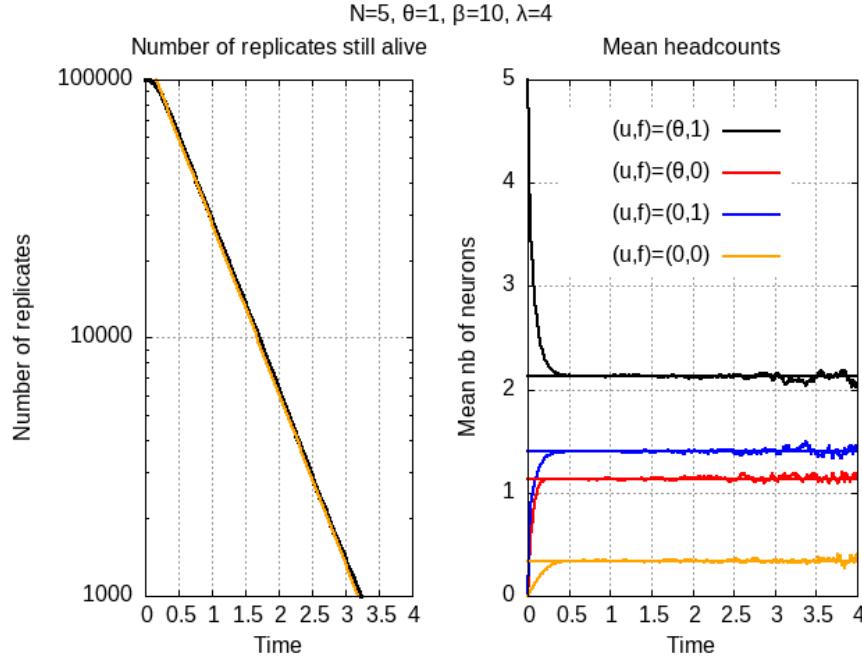 N=5, θ=1, β=10, λ=4
Number of replicates still alive
Number of replicates
100000
10000
1000
0 0.5 1 1.5 2 2.5 3 3.5 4
Time
Mean headcounts
Mean nb of neurons
5
4
3
2
1
0
(u,f)=(θ,1)
(u,f)=(θ,0)
(u,f)=(0,1)
(u,f)=(0,0)
0 0.5 1 1.5 2 2.5 3 3.5 4
Time